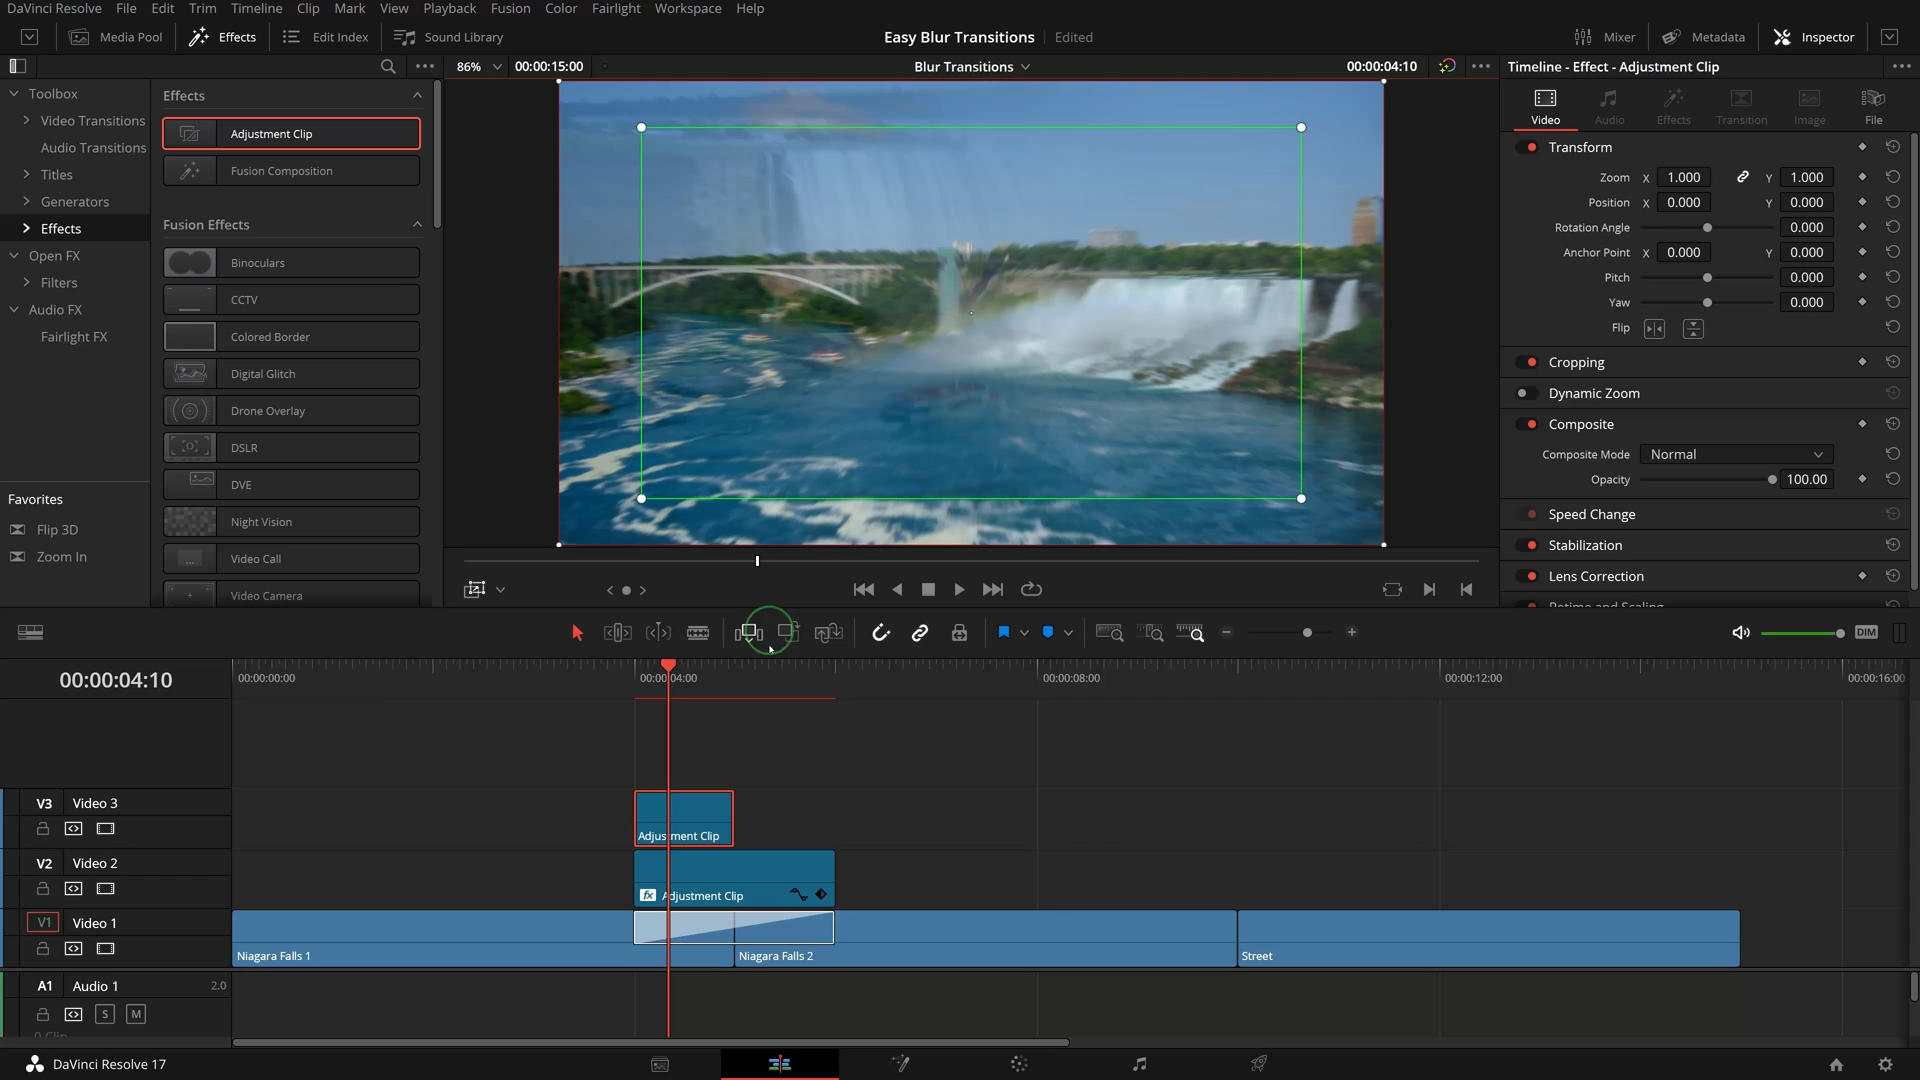 DaVinci Resolve File Edit Trim Timeline Clip Mark View Playback Fusion Color Fairlight Workspace Help
Media Pool Effects Edit Index Sound Library Easy Blur Transitions Edited Mixer Metadata Inspector
86% 00:00:15:00 Blur Transitions 00:00:04:10 Timeline - Effect - Adjustment Clip
Toolbox
Video Transitions
Audio Transitions
Titles
Generators
Effects
Open FX
Filters
Audio FX
Fairlight FX
Favorites
Flip 3D
Zoom In
Effects
Adjustment Clip
Fusion Composition
Fusion Effects
Binoculars
CCTV
Colored Border
Digital Glitch
Drone Overlay
DSLR
DVE
Night Vision
Video Call
Video Camera
Video Audio Effects Transition Image File
Transform
Zoom X 1.000 Y 1.000
Position X 0.000 Y 0.000
Rotation Angle 0.000
Anchor Point X 0.000 Y 0.000
Pitch 0.000
Yaw 0.000
Flip
Cropping
Dynamic Zoom
Composite
Composite Mode Normal
Opacity 100.00
Speed Change
Stabilization
Lens Correction
Retime and Scaling
DIM
00:00:04:10 00:00:00:00 00:00:04:00 00:00:08:00 00:00:12:00 00:00:16:00
V3 Video 3
Adjustment Clip
V2 Video 2
fx Adjustment Clip
V1 Video 1
Niagara Falls 1 Niagara Falls 2 Street
A1 Audio 1 2.0
S M
0 Clip
DaVinci Resolve 17